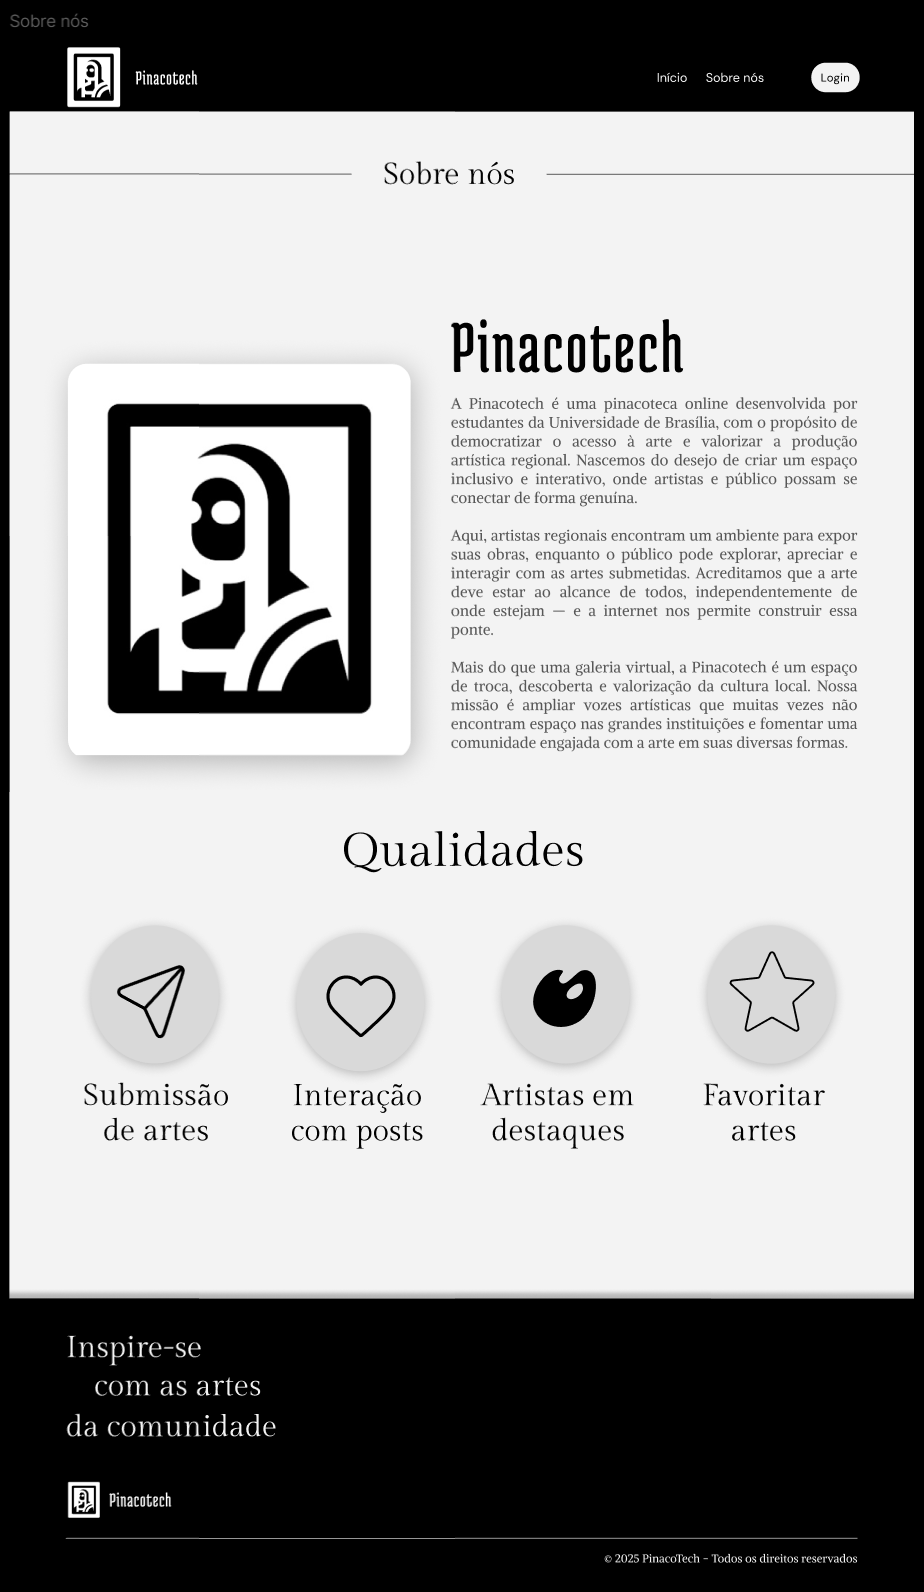 Sobre nós
Pinacotech
Início
Sobre nós
Login
Sobre nós
Pinacotech
A Pinacotech é uma pinacoteca online desenvolvida por
estudantes da Universidade de Brasília, com o propósito de
democratizar o acesso à arte e valorizar a produção
artística regional. Nascemos do desejo de criar um espaço
inclusivo e interativo, onde artistas e público possam se
conectar de forma genuína.
Aqui, artistas regionais encontram um ambiente para expor
suas obras, enquanto o público pode explorar, apreciar e
interagir com as artes submetidas. Acreditamos que a arte
deve estar ao alcance de todos, independentemente de
onde estejam — e a internet nos permite construir essa
ponte.
Mais do que uma galeria virtual, a Pinacotech é um espaço
de troca, descoberta e valorização da cultura local. Nossa
missão é ampliar vozes artísticas que muitas vezes não
encontram espaço nas grandes instituições e fomentar uma
comunidade engajada com a arte em suas diversas formas.
Qualidades
Submissão
de artes
Interação
com posts
Artistas em
destaques
Favoritar
artes
Inspire-se
com as artes
da comunidade
Pinacotech
© 2025 PinacoTech - Todos os direitos reservados